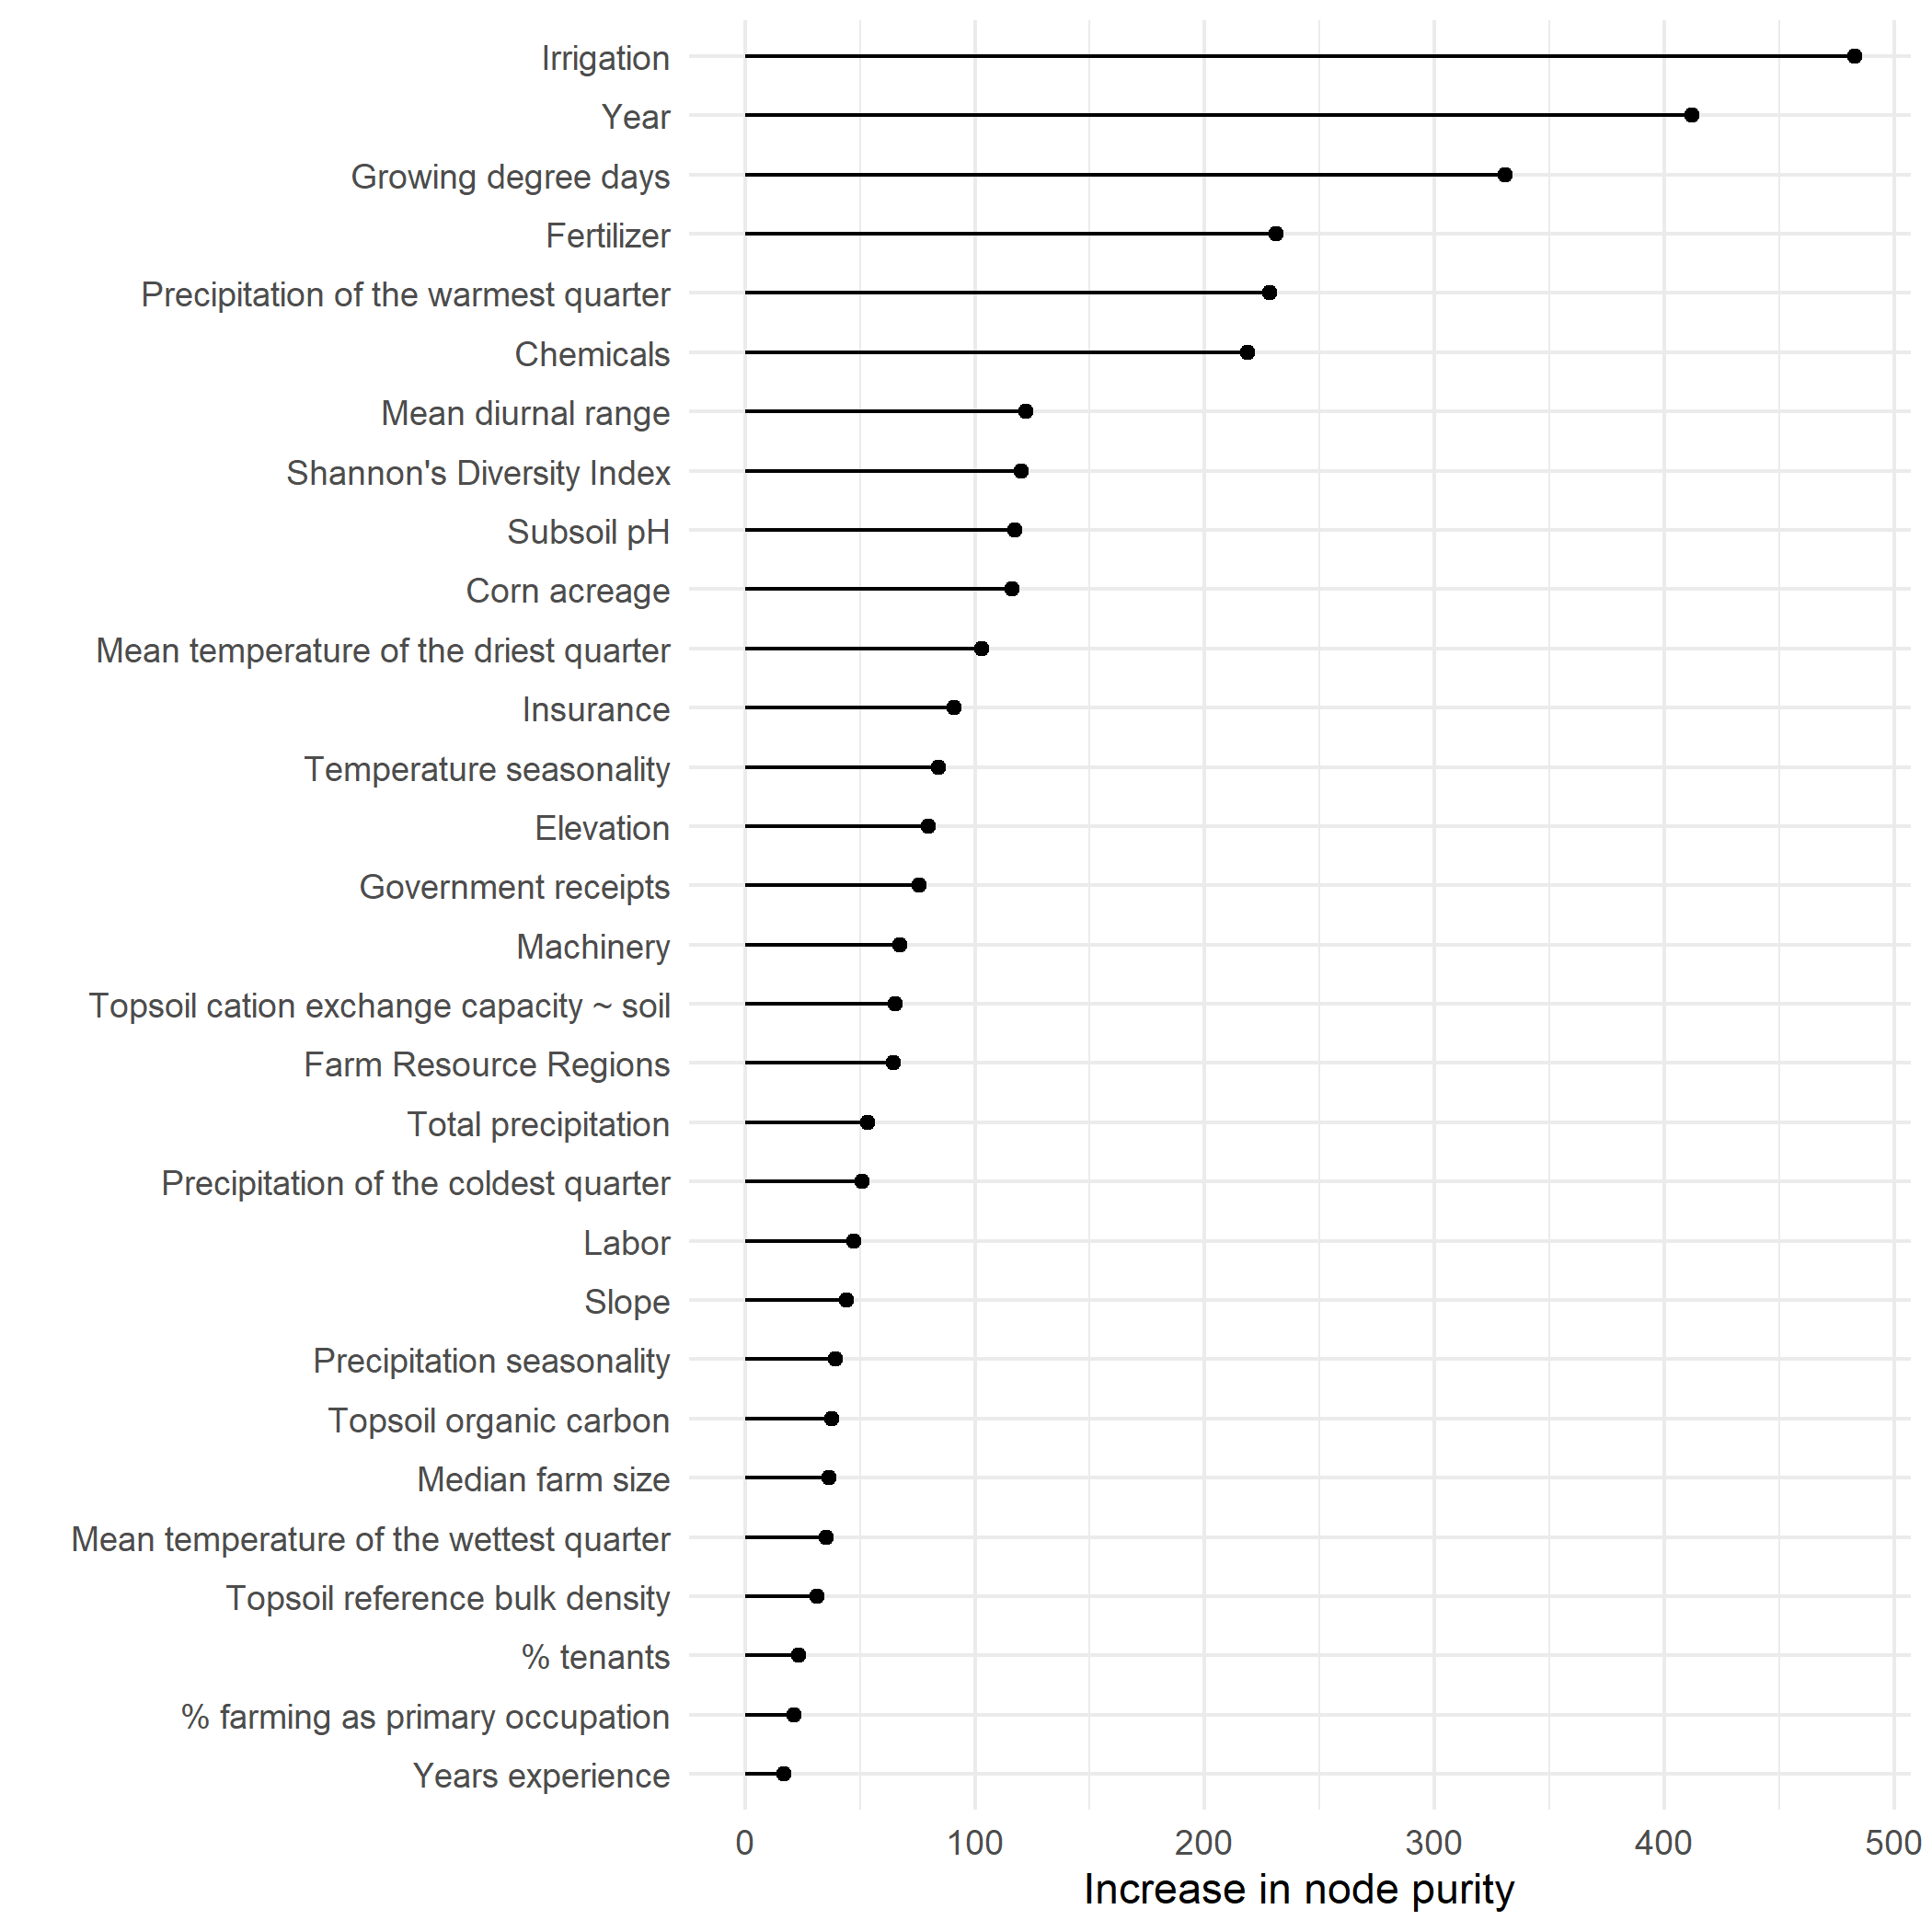 Irrigation
Year
Growing degree days
Fertilizer
Precipitation of the warmest quarter
Chemicals
Mean diurnal range
Shannon's Diversity Index
Subsoil pH
Corn acreage
Mean temperature of the driest quarter
Insurance
Temperature seasonality
Elevation
Government receipts
Machinery
Topsoil cation exchange capacity ~ soil
Farm Resource Regions
Total precipitation
Precipitation of the coldest quarter
Labor
Slope
Precipitation seasonality
Topsoil organic carbon
Median farm size
Mean temperature of the wettest quarter
Topsoil reference bulk density
% tenants
% farming as primary occupation
Years experience
0 100 200 300 400 500
Increase in node purity